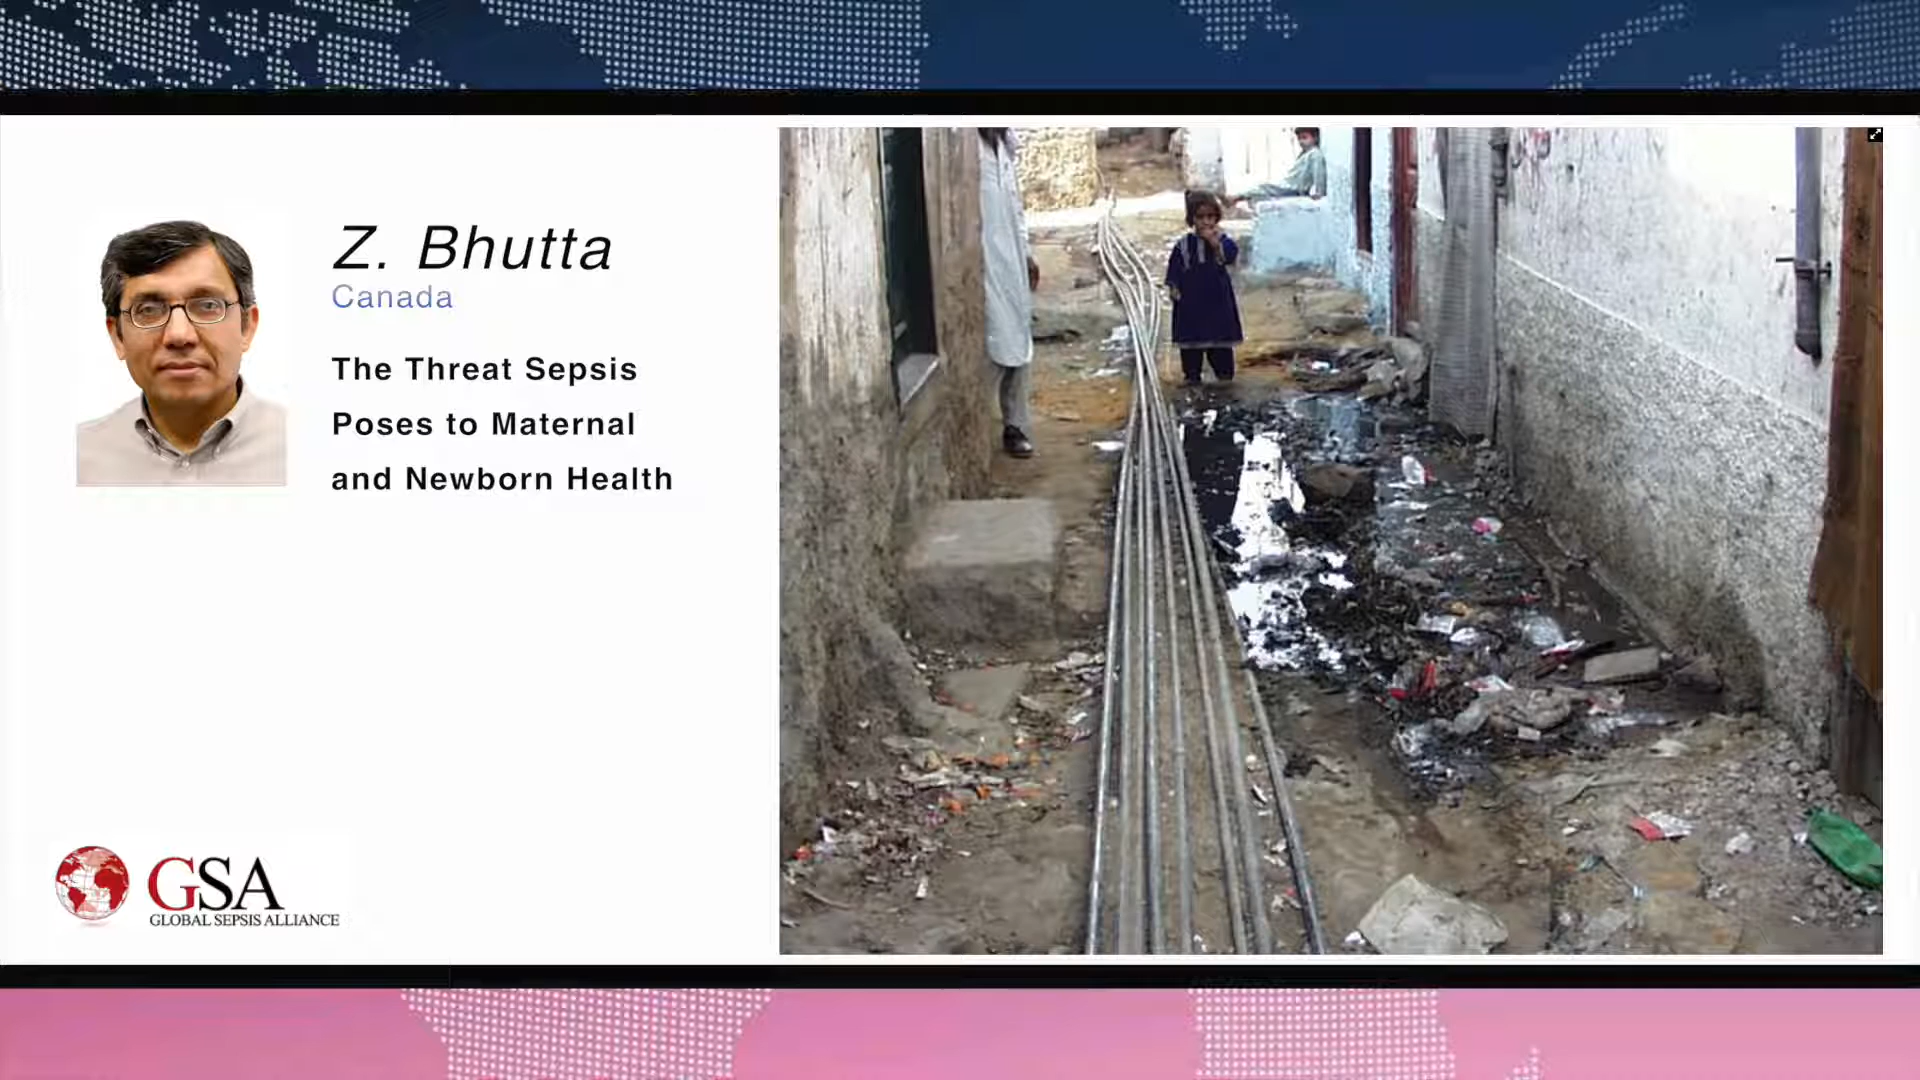 Z. Bhutta
Canada
The Threat Sepsis
Poses to Maternal
and Newborn Health
GSA
GLOBAL SEPSIS ALLIANCE